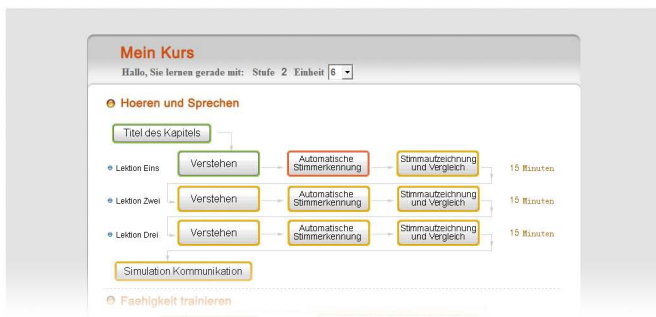 Mein Kurs
Hallo, Sie lernen gerade mit: Stufe 2 Einheit 6
Hoeren und Sprechen
Titel des Kapitels
Lektion Eins Verstehen Automatische Stimmerkennung Stimmaufzeichnung und Vergleich 15 Minuten
Lektion Zwei Verstehen Automatische Stimmerkennung Stimmaufzeichnung und Vergleich 15 Minuten
Lektion Drei Verstehen Automatische Stimmerkennung Stimmaufzeichnung und Vergleich 15 Minuten
Simulation Kommunikation
Faehigkeit trainieren